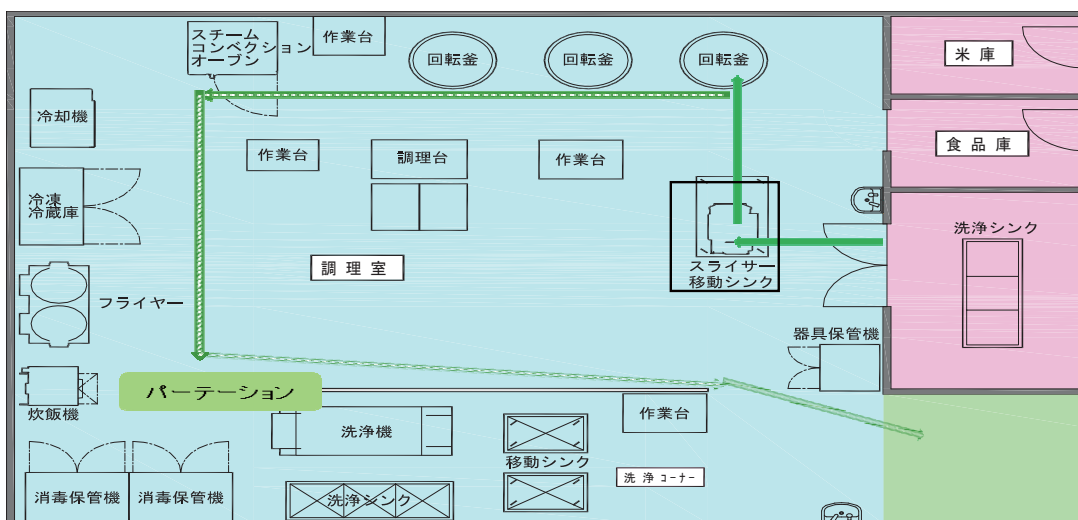 スチーム
コンベクション
オーブン
作業台
回転釜
回転釜
回転釜
米庫
冷却機
食品庫
作業台
調理台
作業台
冷凍
冷蔵庫
洗浄シンク
調理室
スライサー
移動シンク
フライヤー
器具保管機
パーテーション
炊飯機
洗浄機
作業台
移動シンク
洗浄コーナー
消毒保管機
消毒保管機
洗浄シンク